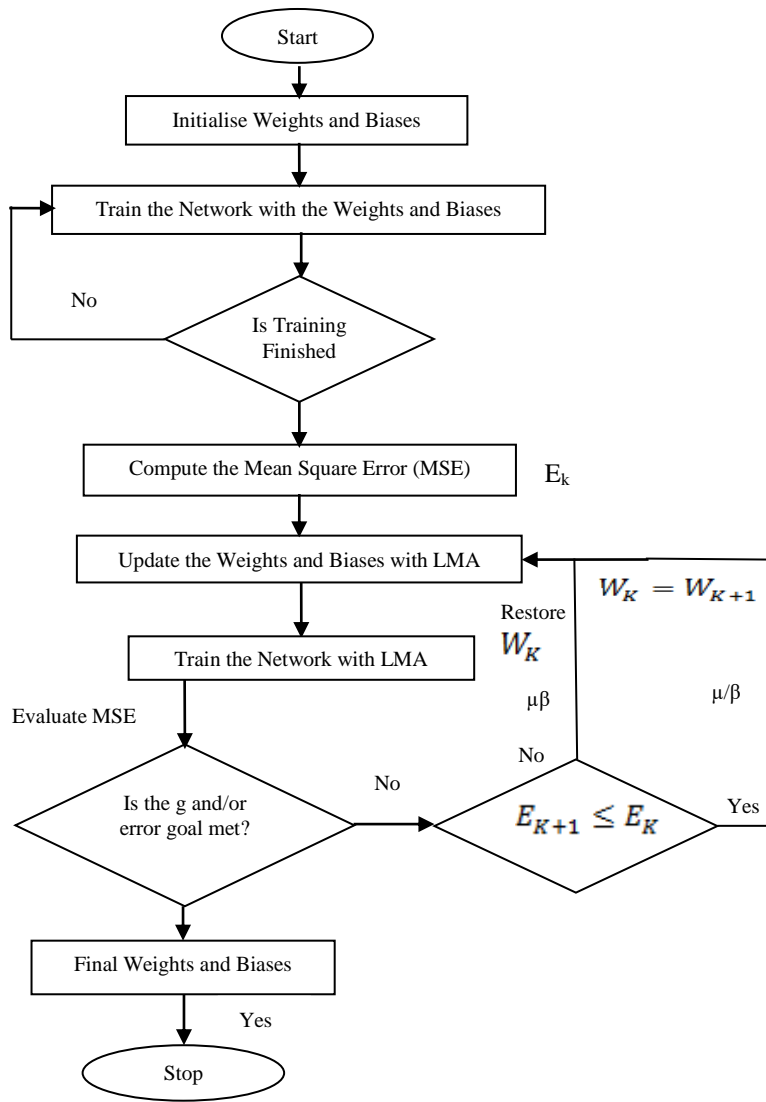 Start
Initialise Weights and Biases
Train the Network with the Weights and Biases
No
Is Training
Finished
Compute the Mean Square Error (MSE)
E_k
Update the Weights and Biases with LMA
W_K = W_{K+1}
Restore
W_K
Train the Network with LMA
μβ
μ/β
Evaluate MSE
No
No
Is the g and/or
error goal met?
E_{K+1} ≤ E_K
Yes
Final Weights and Biases
Yes
Stop